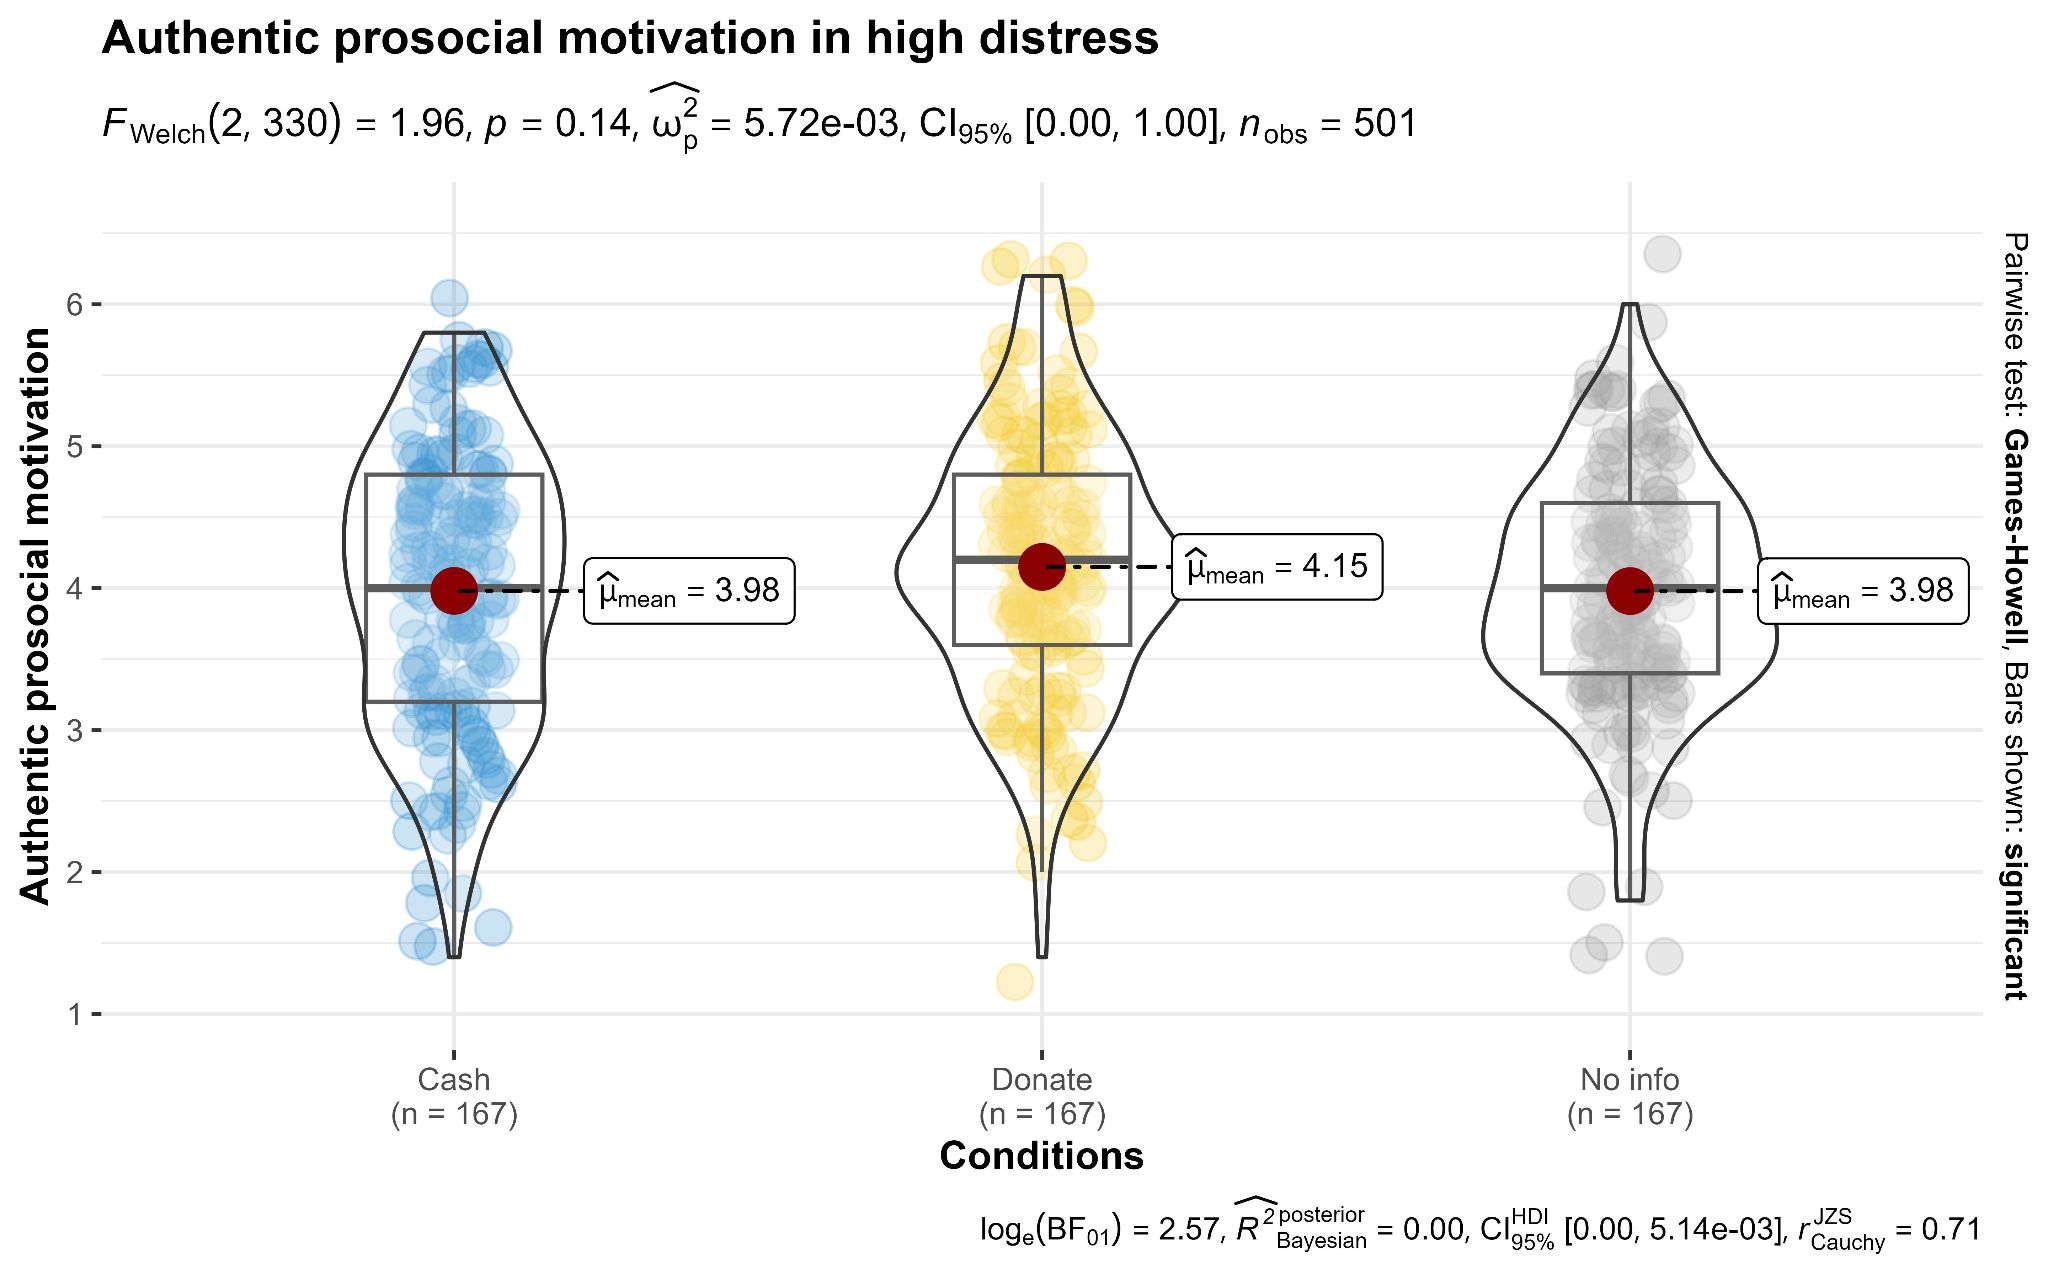 Authentic prosocial motivation in high distress
F_Welch(2, 330) = 1.96, p = 0.14, ω̂²_p = 5.72e-03, CI_95% [0.00, 1.00], n_obs = 501
Authentic prosocial motivation
6
5
4
3
2
1
μ̂_mean = 3.98
μ̂_mean = 4.15
μ̂_mean = 3.98
Pairwise test: Games-Howell, Bars shown: significant
Cash
(n = 167)
Donate
(n = 167)
No info
(n = 167)
Conditions
log_e(BF_01) = 2.57, R̂²^posterior_Bayesian = 0.00, CI^HDI_95% [0.00, 5.14e-03], r^JZS_Cauchy = 0.71